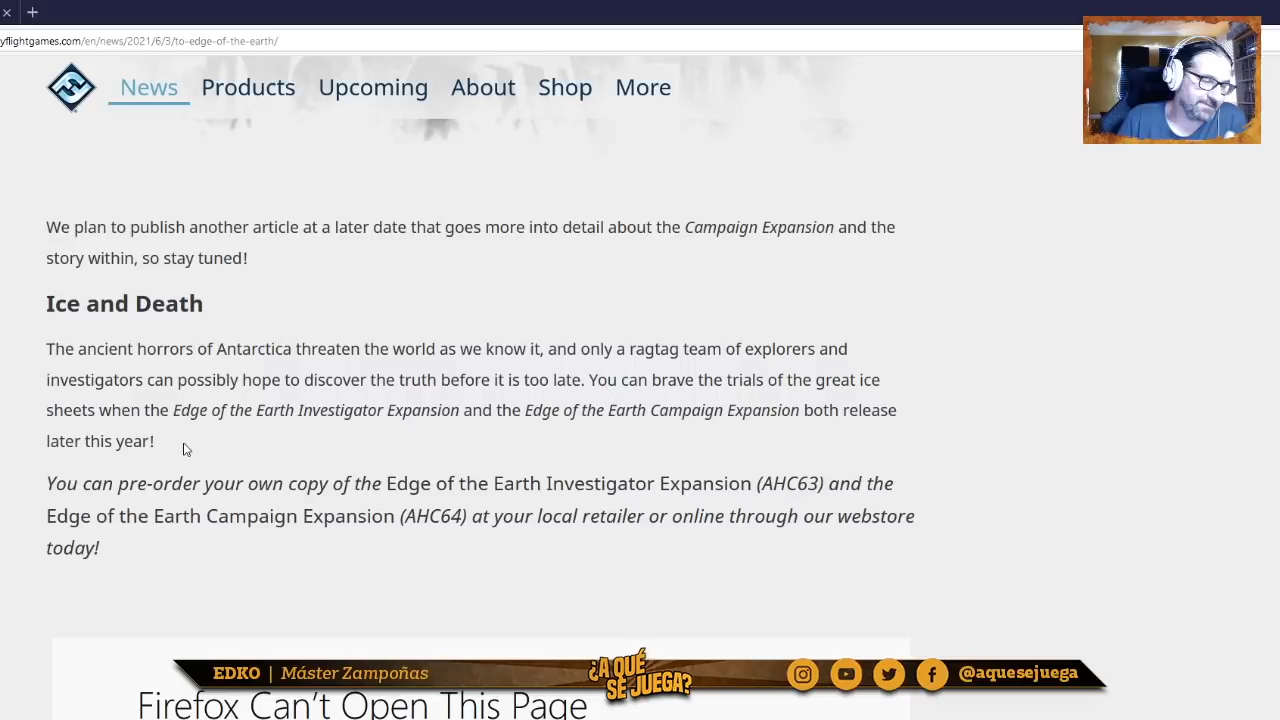 yflightgames.com/en/news/2021/6/3/to-edge-of-the-earth/
News Products Upcoming About Shop More
We plan to publish another article at a later date that goes more into detail about the Campaign Expansion and the
story within, so stay tuned!
Ice and Death
The ancient horrors of Antarctica threaten the world as we know it, and only a ragtag team of explorers and
investigators can possibly hope to discover the truth before it is too late. You can brave the trials of the great ice
sheets when the Edge of the Earth Investigator Expansion and the Edge of the Earth Campaign Expansion both release
later this year!
You can pre-order your own copy of the Edge of the Earth Investigator Expansion (AHC63) and the
Edge of the Earth Campaign Expansion (AHC64) at your local retailer or online through our webstore
today!
EDKO | Máster Zampoñas
¿A QUÉ
SE JUEGA?
@aquesejuega
Firefox Can't Open This Page